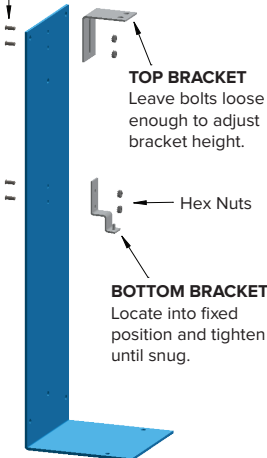 TOP BRACKET
Leave bolts loose
enough to adjust
bracket height.
Hex Nuts
BOTTOM BRACKET
Locate into fixed
position and tighten
until snug.